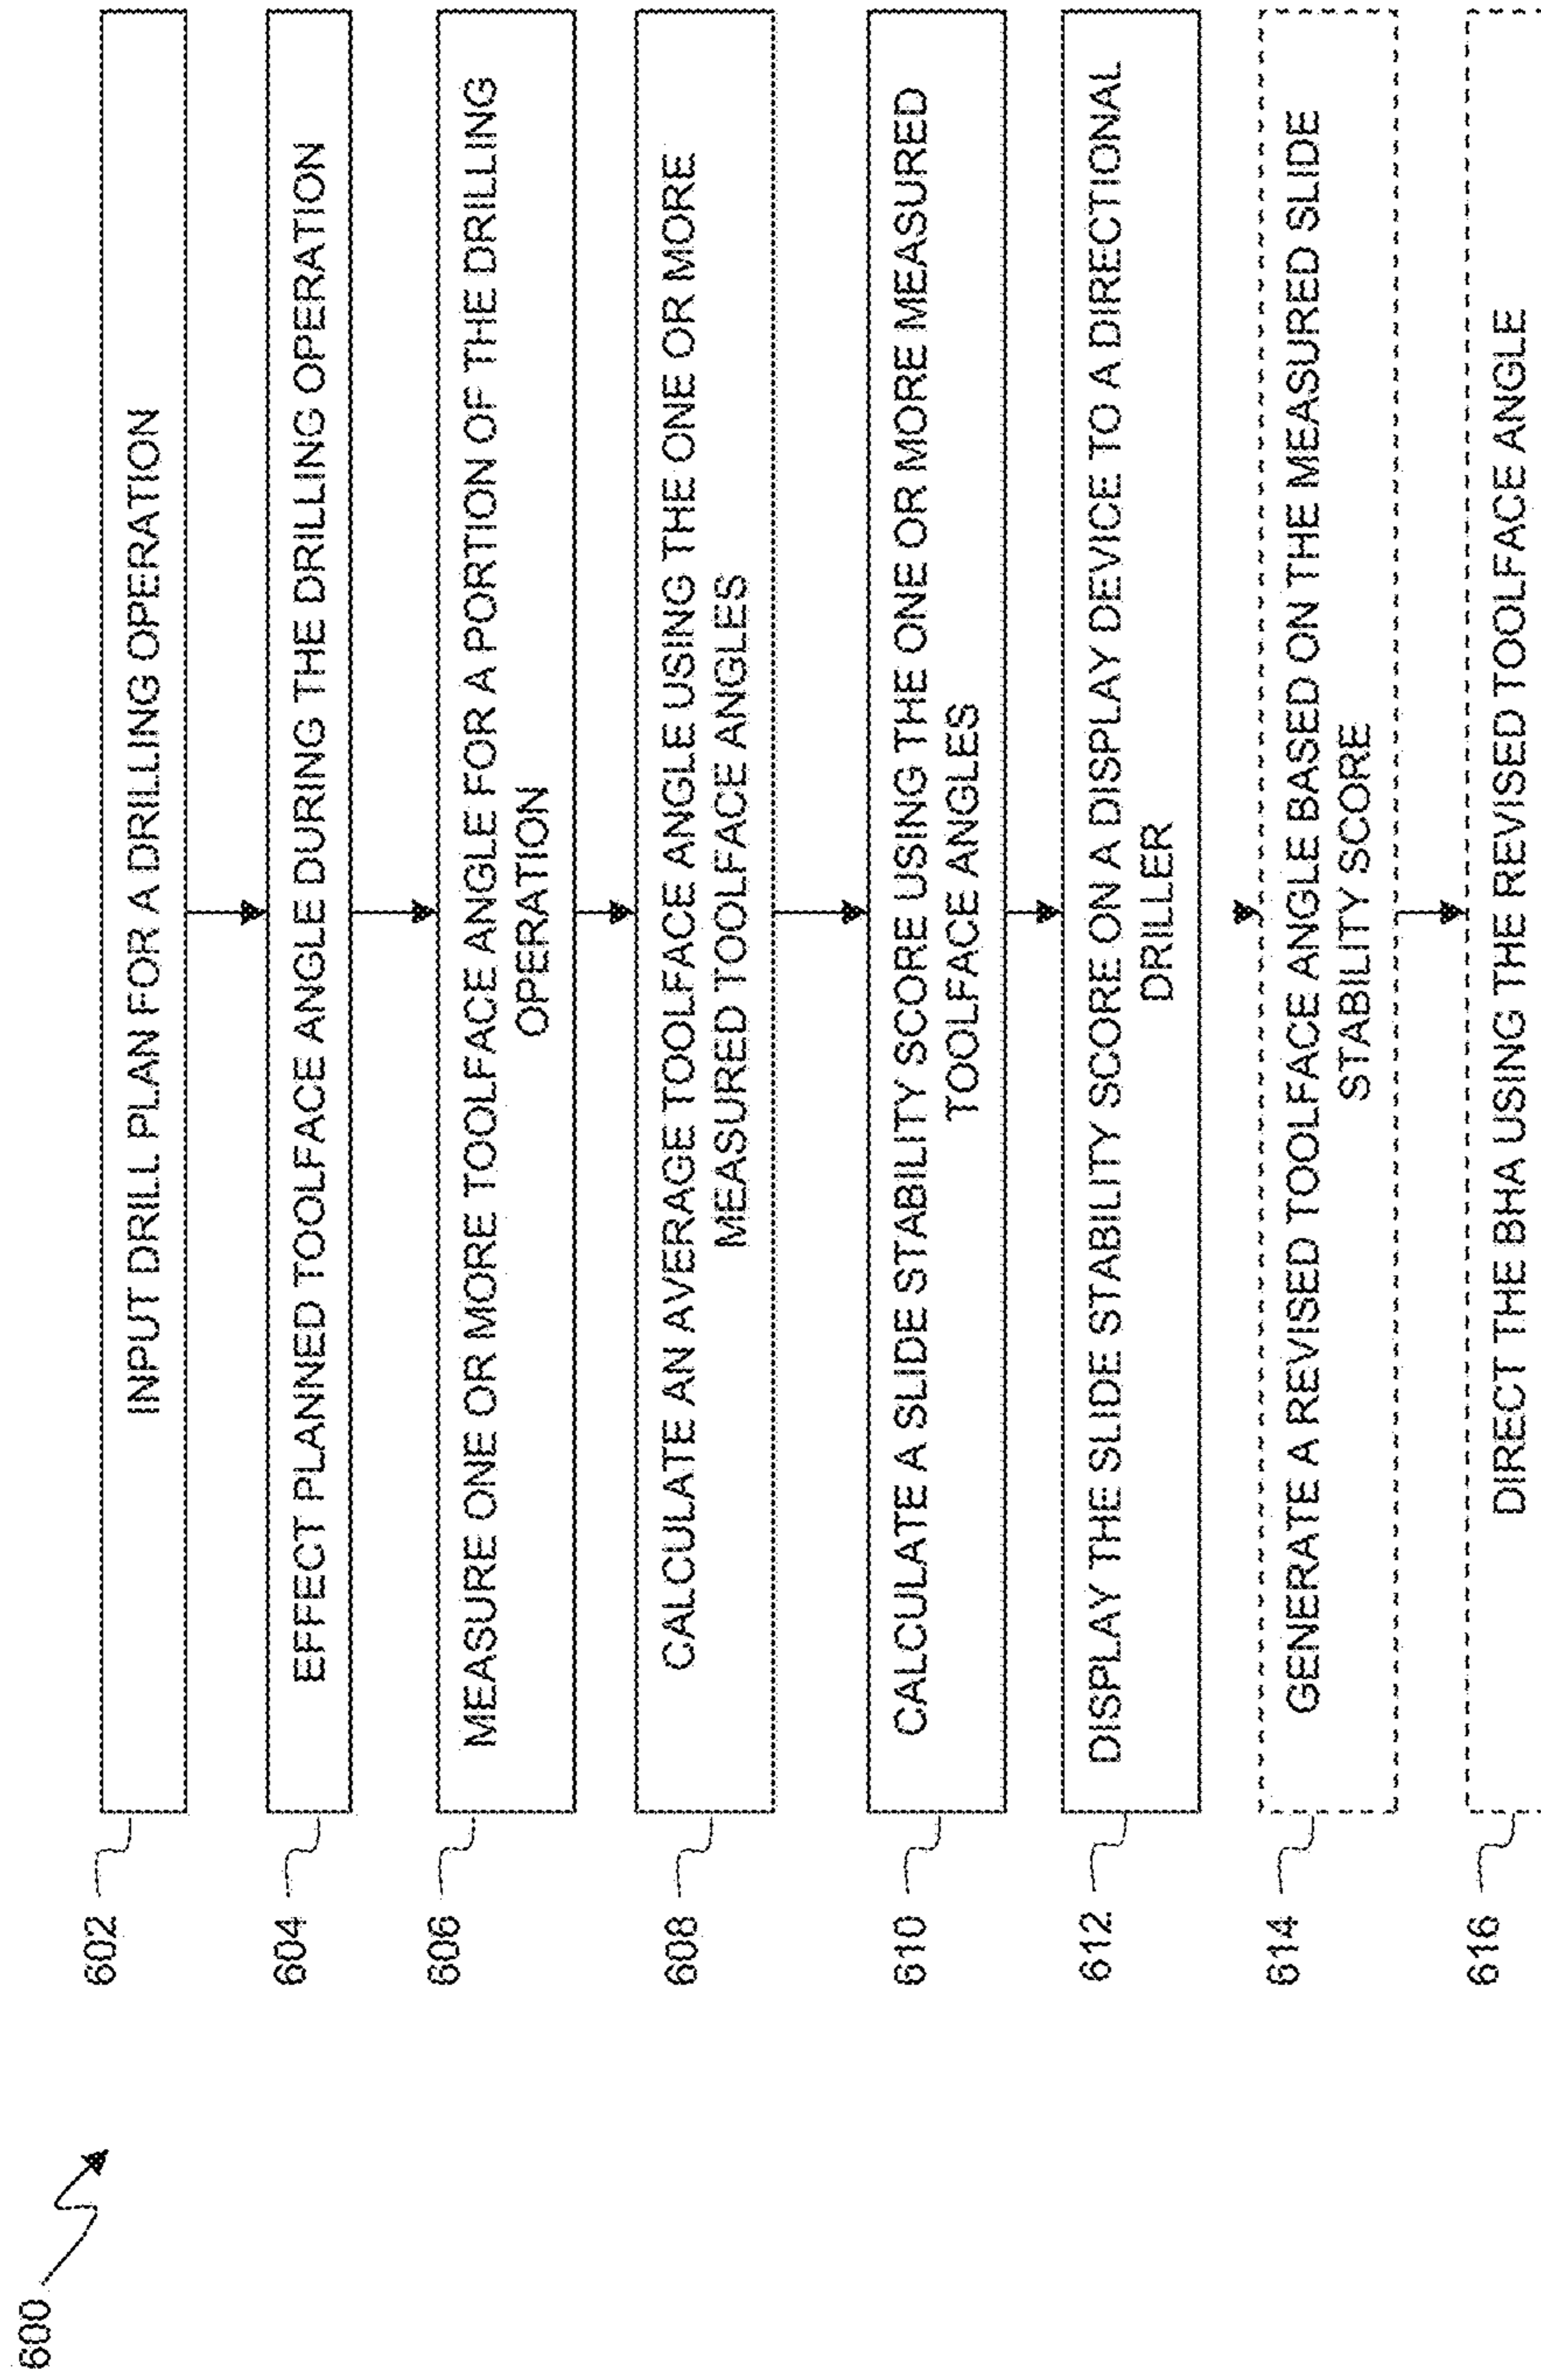 600
602
INPUT DRILL PLAN FOR A DRILLING OPERATION
604
EFFECT PLANNED TOOLFACE ANGLE DURING THE DRILLING OPERATION
606
MEASURE ONE OR MORE TOOLFACE ANGLE FOR A PORTION OF THE DRILLING
OPERATION
608
CALCULATE AN AVERAGE TOOLFACE ANGLE USING THE ONE OR MORE
MEASURED TOOLFACE ANGLES
610
CALCULATE A SLIDE STABILITY SCORE USING THE ONE OR MORE MEASURED
TOOLFACE ANGLES
612
DISPLAY THE SLIDE STABILITY SCORE ON A DISPLAY DEVICE TO A DIRECTIONAL
DRILLER
614
GENERATE A REVISED TOOLFACE ANGLE BASED ON THE MEASURED SLIDE
STABILITY SCORE
616
DIRECT THE BHA USING THE REVISED TOOLFACE ANGLE